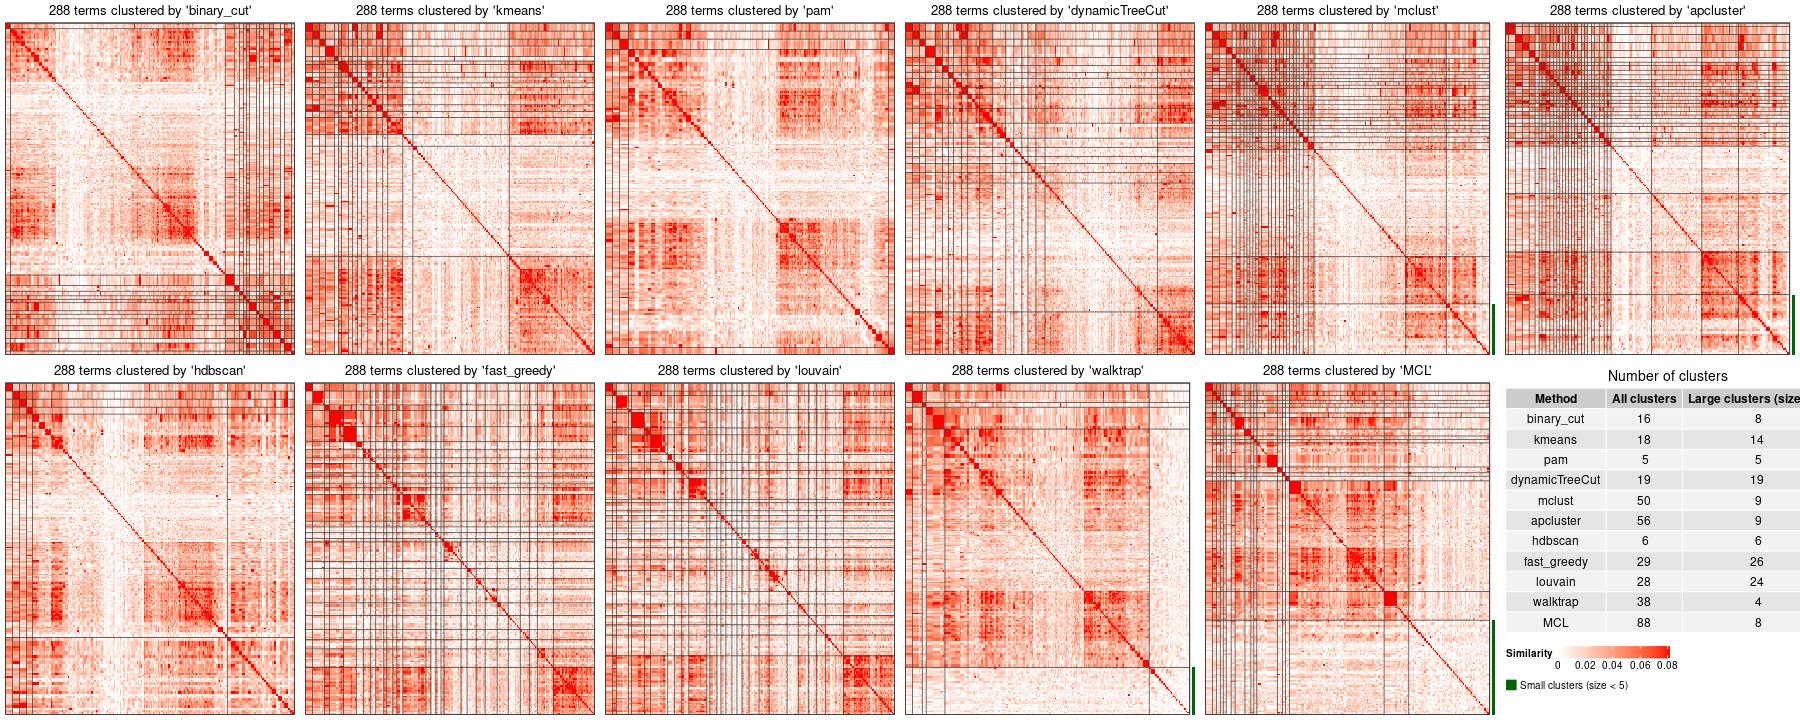 288 terms clustered by 'binary_cut'
288 terms clustered by 'kmeans'
288 terms clustered by 'pam'
288 terms clustered by 'dynamicTreeCut'
288 terms clustered by 'mclust'
288 terms clustered by 'apcluster'
288 terms clustered by 'hdbscan'
288 terms clustered by 'fast_greedy'
288 terms clustered by 'louvain'
288 terms clustered by 'walktrap'
288 terms clustered by 'MCL'
Number of clusters
Method All clusters Large clusters (size
binary_cut 16 8
kmeans 18 14
pam 5 5
dynamicTreeCut 19 19
mclust 50 9
apcluster 56 9
hdbscan 6 6
fast_greedy 29 26
louvain 28 24
walktrap 38 4
MCL 88 8
Similarity
0 0.02 0.04 0.06 0.08
Small clusters (size < 5)